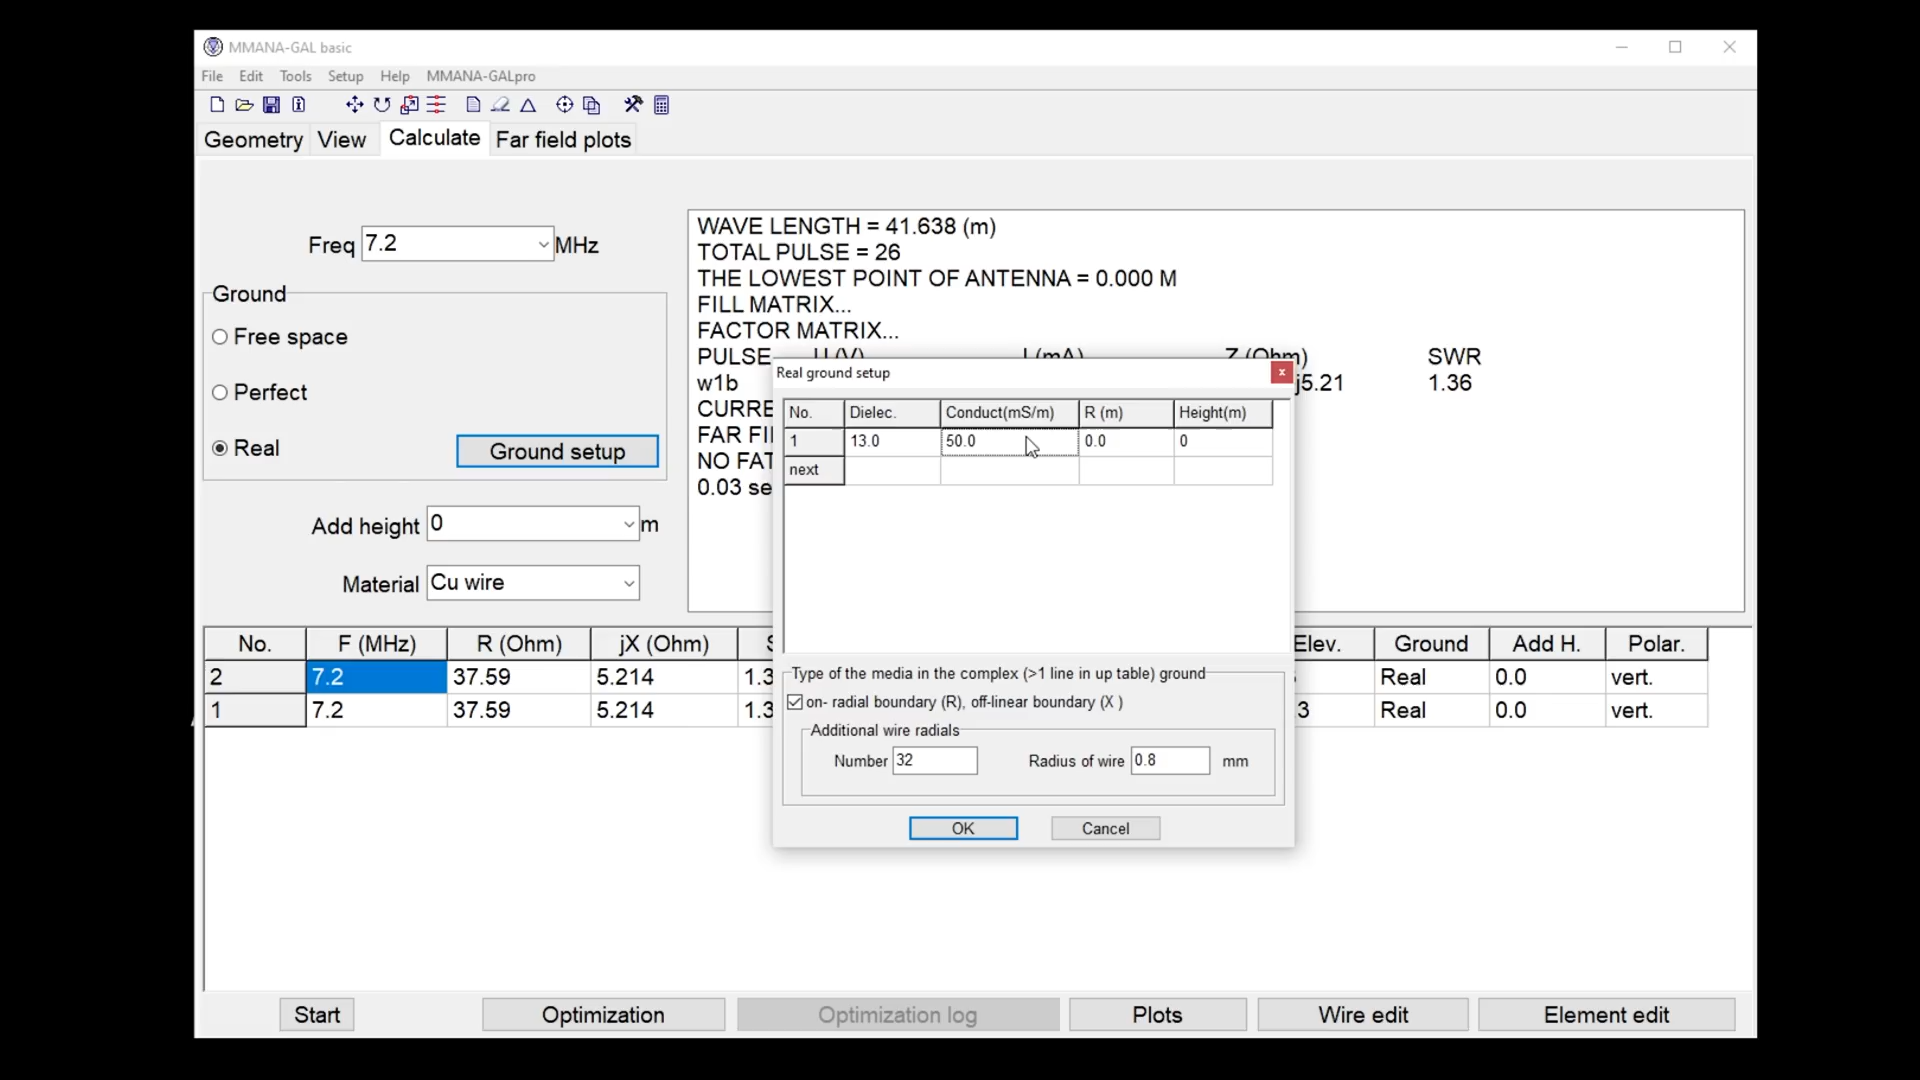 MMANA-GAL basic
File Edit Tools Setup Help MMANA-GALpro
Geometry View Calculate Far field plots
Freq 7.2 MHz
Ground
Free space
Perfect
Real Ground setup
Add height 0 m
Material Cu wire
WAVE LENGTH = 41.638 (m)
TOTAL PULSE = 26
THE LOWEST POINT OF ANTENNA = 0.000 M
FILL MATRIX...
FACTOR MATRIX...
PULSE U (V) I (mA) Z (Ohm) SWR
w1b j5.21 1.36
CURRE
FAR FI
NO FAT
0.03 se
Real ground setup
No. Dielec. Conduct(mS/m) R (m) Height(m)
1 13.0 50.0 0.0 0
next
Type of the media in the complex (>1 line in up table) ground
on- radial boundary (R), off-linear boundary (X )
Additional wire radials
Number 32 Radius of wire 0.8 mm
OK Cancel
No. F (MHz) R (Ohm) jX (Ohm) Elev. Ground Add H. Polar.
2 7.2 37.59 5.214 1.3 Real 0.0 vert.
1 7.2 37.59 5.214 1.3 3 Real 0.0 vert.
Start Optimization Optimization log Plots Wire edit Element edit